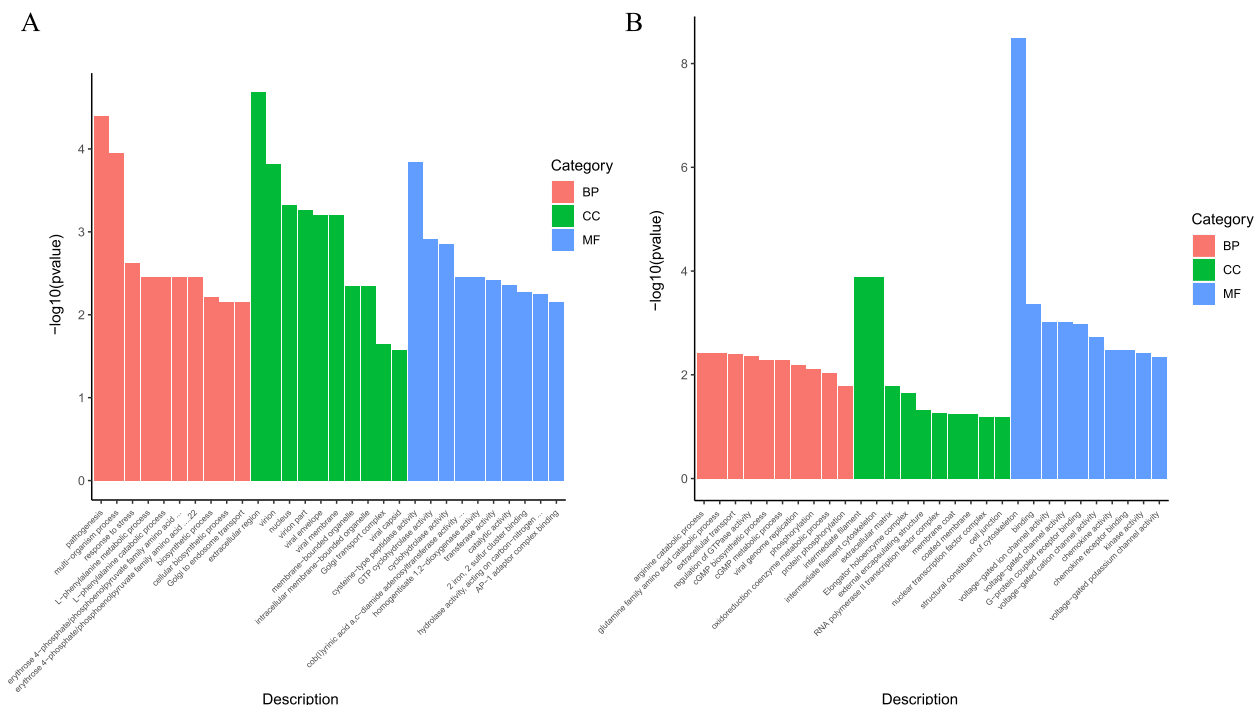 A
−log10(pvalue)
4
3
2
1
0
pathogenesis
multi−organism process
response to stress
L−phenylalanine metabolic process
L−phenylalanine catabolic process
erythrose 4−phosphate/phosphoenolpyruvate family amino acid ...
erythrose 4−phosphate/phosphoenolpyruvate family amino acid ...22
biosynthetic process
cellular biosynthetic process
Golgi to endosome transport
extracellular region
virion
nucleus
virion part
viral envelope
viral membrane
membrane−bounded organelle
intracellular membrane−bounded organelle
Golgi transport complex
viral capsid
cysteine−type peptidase activity
GTP cyclohydrolase activity
cyclohydrolase activity
cob(I)yrinic acid a,c−diamide adenosyltransferase activity ...
homogentisate 1,2−dioxygenase activity
transferase activity
catalytic activity
2 iron, 2 sulfur cluster binding
hydrolase activity, acting on carbon−nitrogen ...
AP−1 adaptor complex binding
Description
Category
BP
CC
MF
B
−log10(pvalue)
8
6
4
2
0
arginine catabolic process
glutamine family amino acid catabolic process
extracellular transport
regulation of GTPase activity
cGMP biosynthetic process
cGMP metabolic process
viral genome replication
phosphorylation
oxidoreduction coenzyme metabolic process
protein phosphorylation
intermediate filament
intermediate filament cytoskeleton
extracellular matrix
Elongator holoenzyme complex
external encapsulating structure
RNA polymerase II transcription factor complex
membrane coat
coated membrane
nuclear transcription factor complex
cell junction
structural constituent of cytoskeleton
binding
voltage−gated ion channel activity
voltage−gated channel activity
G−protein coupled receptor binding
voltage−gated cation channel activity
chemokine activity
chemokine receptor binding
kinase activity
voltage−gated potassium channel activity
Description
Category
BP
CC
MF